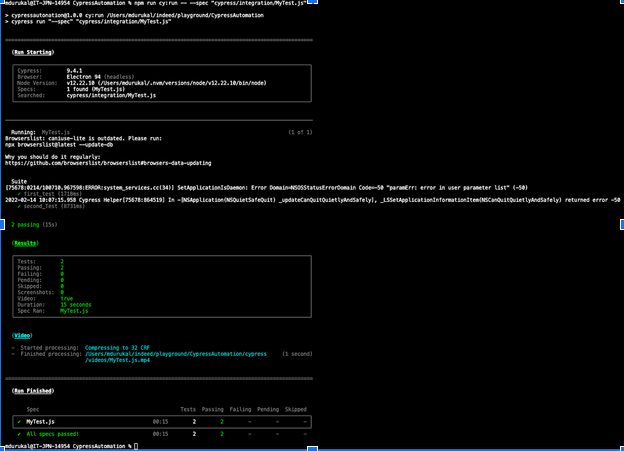 mdurukal@IT-JPN-14954 CypressAutomation % npm run cy:run -- -- --spec "cypress/integration/MyTest.js"
> cypressautonation@1.0.0 cy:run /Users/mdurukal/indeed/playground/CypressAutomation
> cypress run "--spec" "cypress/integration/MyTest.js"
(Run Starting)
Cypress: 9.4.1
Browser: Electron 94 (headless)
Node Version: v12.22.10 (/Users/mdurukal/.nvm/versions/node/v12.22.10/bin/node)
Specs: 1 found (MyTest.js)
Searched: cypress/integration/MyTest.js
Running: MyTest.js (1 of 1)
Browserslist: caniuse-lite is outdated. Please run:
npx browserslist@latest --update-db
Why you should do it regularly:
https://github.com/browserslist/browserslist#browsers-data-updating
Suite
[75678:0214/100710.967598:ERROR:system_services.cc(34)] SetApplicationIsDaemon: Error Domain=NSOSStatusErrorDomain Code=-50 "paramErr: error in user parameter list" (-50)
✓ first_test (1718ms)
2022-02-14 10:07:15.958 Cypress Helper[75678:864519] In -[NSApplication(NSQuietSafeQuit) _updateCanQuitQuietlyAndSafely], _LSSetApplicationInformationItem(NSCanQuitQuietlyAndSafely) returned error -50
✓ second_Test (8731ms)
2 passing (15s)
(Results)
Tests: 2
Passing: 2
Failing: 0
Pending: 0
Skipped: 0
Screenshots: 0
Video: true
Duration: 15 seconds
Spec Ran: MyTest.js
(Video)
- Started processing: Compressing to 32 CRF
- Finished processing: /Users/mdurukal/indeed/playground/CypressAutomation/cypress (1 second)
/videos/MyTest.js.mp4
(Run Finished)
Spec Tests Passing Failing Pending Skipped
✓ MyTest.js 00:15 2 2 - - -
✓ All specs passed! 00:15 2 2 - - -
mdurukal@IT-JPN-14954 CypressAutomation %